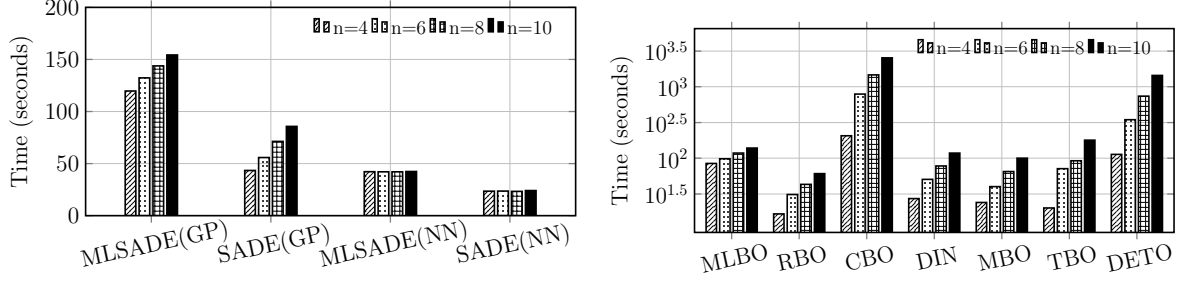 200
150
100
50
0
Time (seconds)
n=4 n=6 n=8 n=10
MLSADE(GP) SADE(GP) MLSADE(NN) SADE(NN)
10^3.5
10^3
10^2.5
10^2
10^1.5
Time (seconds)
n=4 n=6 n=8 n=10
MLBO RBO CBO DIN MBO TBO DETO